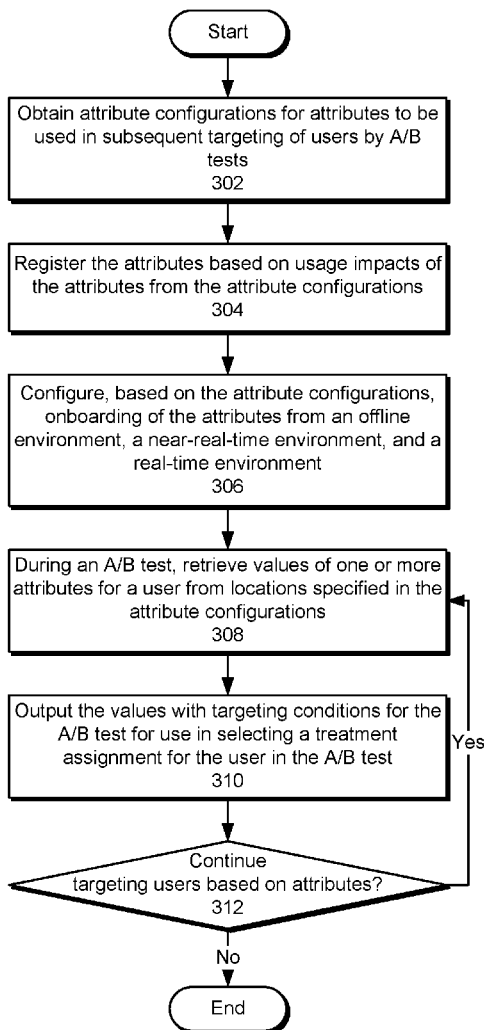 Start
Obtain attribute configurations for attributes to be
used in subsequent targeting of users by A/B
tests
302
Register the attributes based on usage impacts of
the attributes from the attribute configurations
304
Configure, based on the attribute configurations,
onboarding of the attributes from an offline
environment, a near-real-time environment, and a
real-time environment
306
During an A/B test, retrieve values of one or more
attributes for a user from locations specified in the
attribute configurations
308
Output the values with targeting conditions for the
A/B test for use in selecting a treatment
assignment for the user in the A/B test
310
Yes
Continue
targeting users based on attributes?
312
No
End